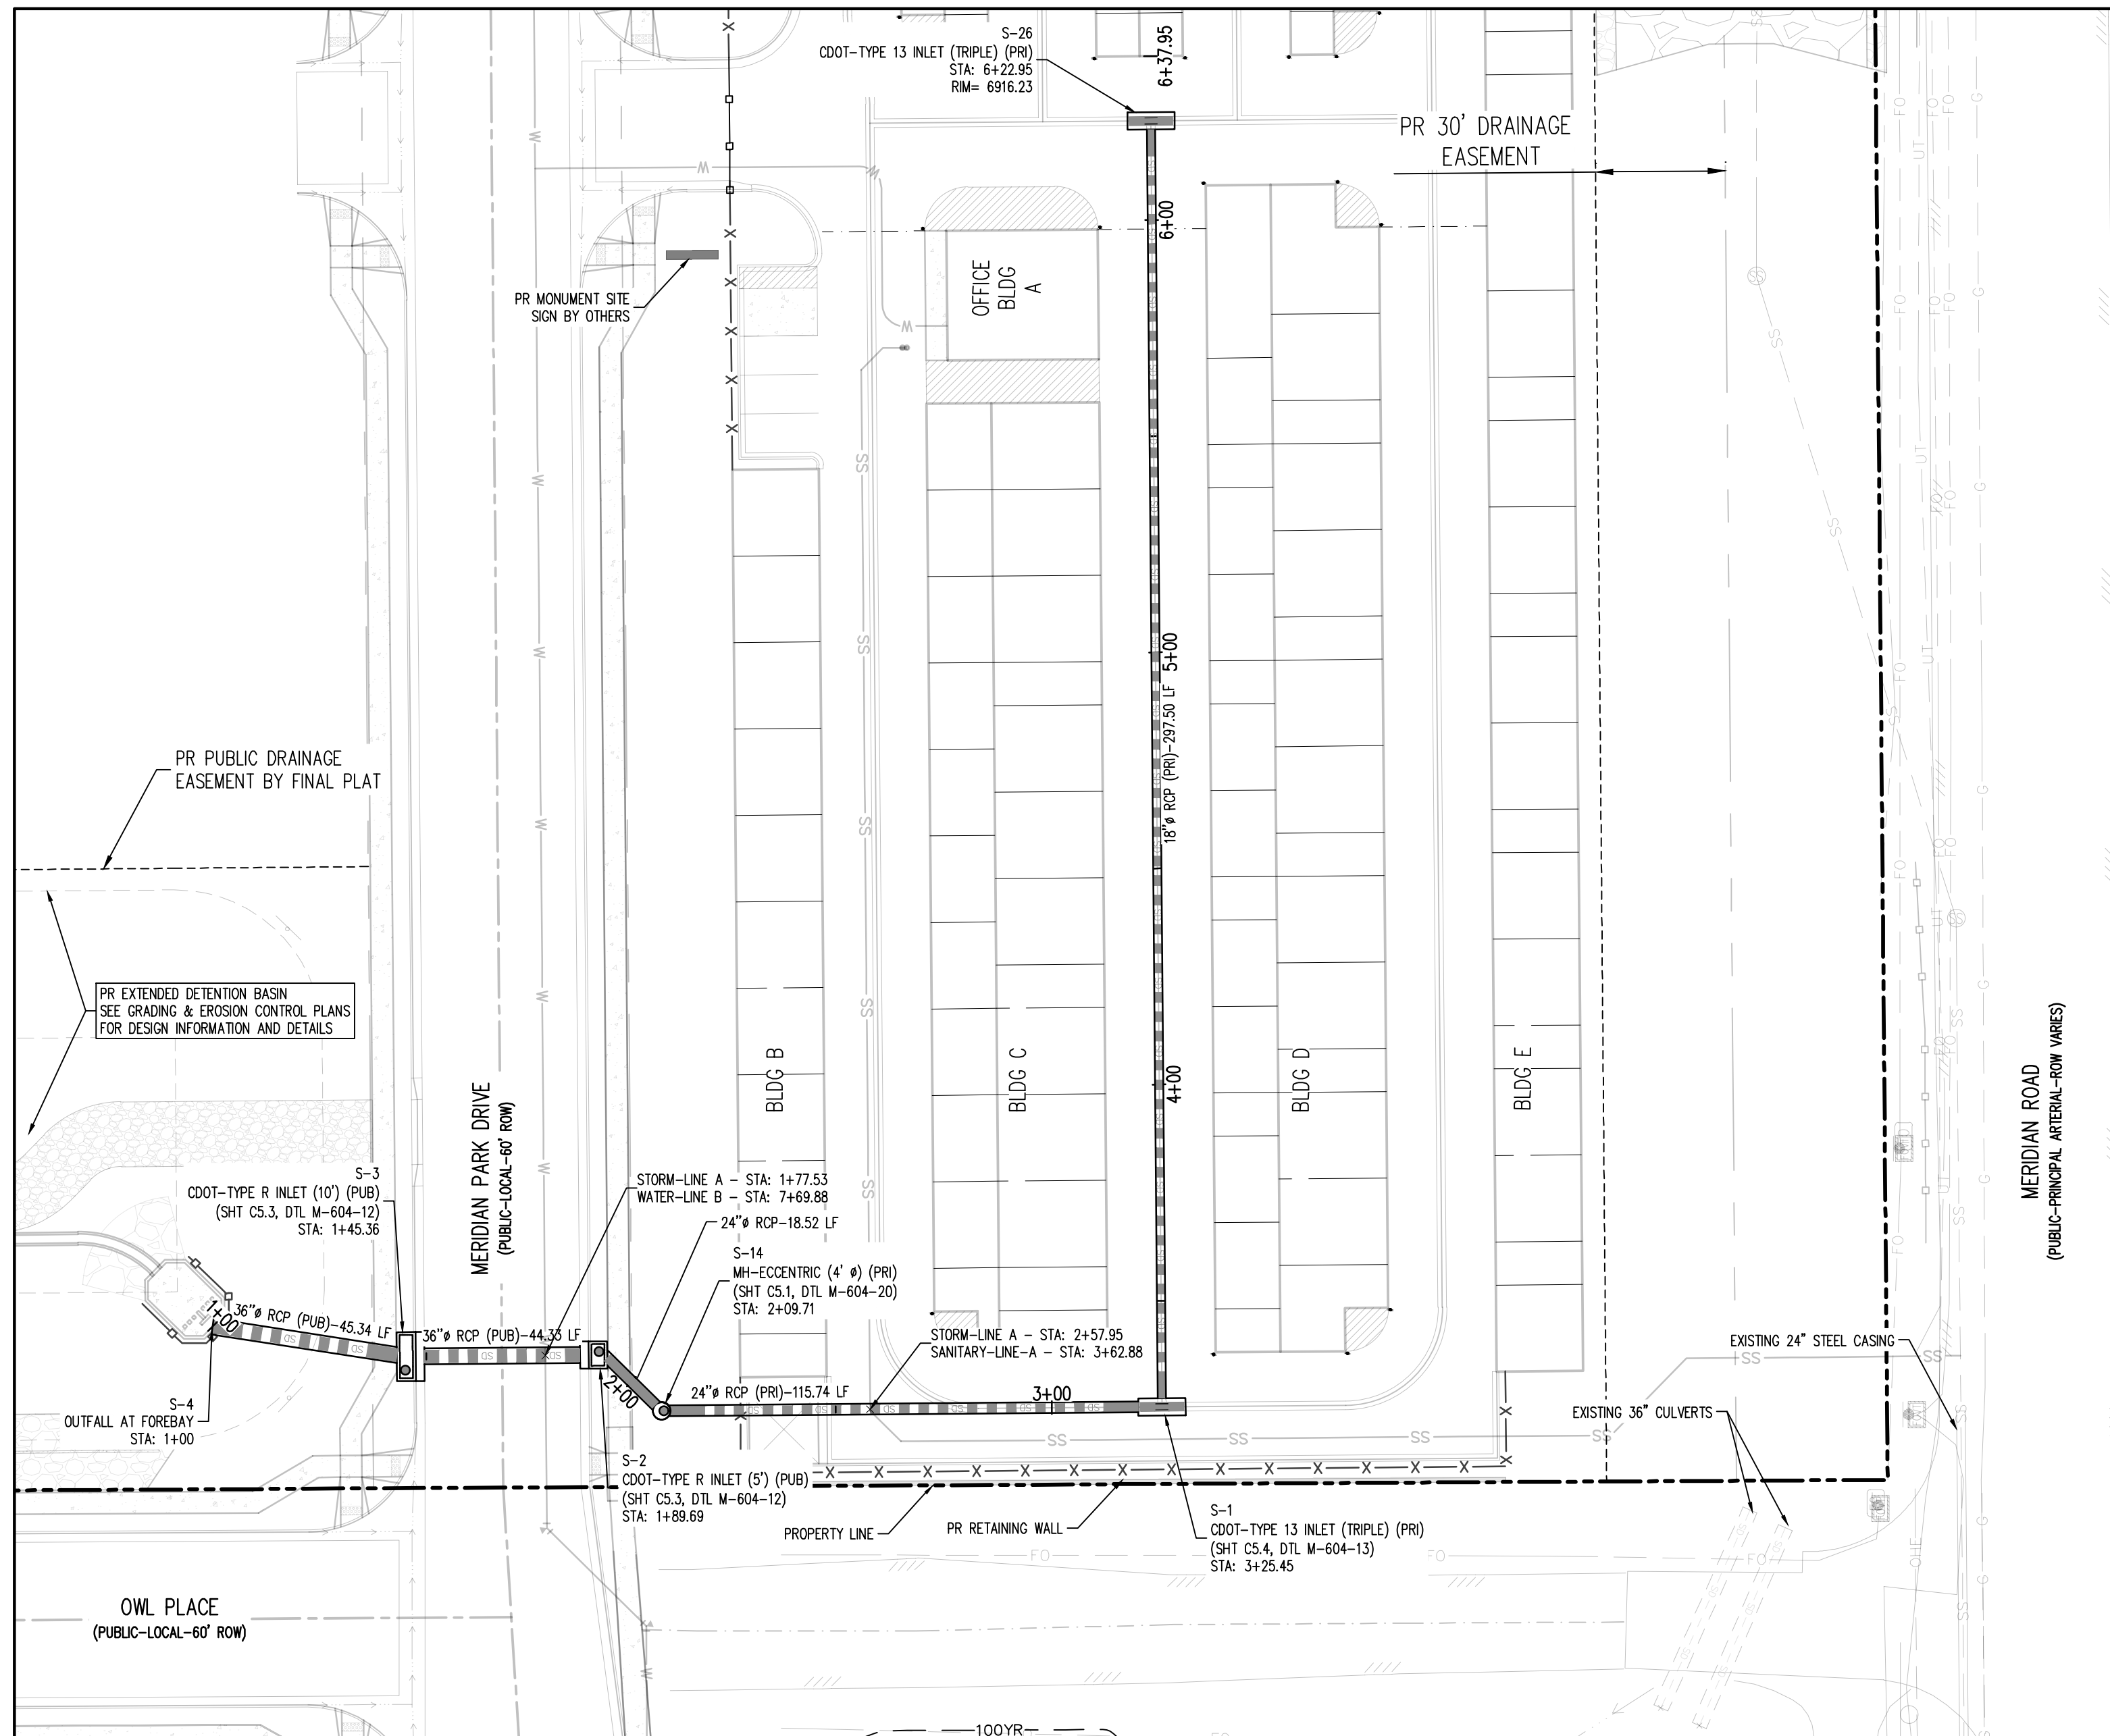 S-26
CDOT-TYPE 13 INLET (TRIPLE) (PRI)
STA: 6+22.95
RIM= 6916.23
6+37.95
PR 30' DRAINAGE
EASEMENT
6+00
OFFICE
BLDG
A
PR MONUMENT SITE
SIGN BY OTHERS
5+00
18"ø RCP (PRI)-297.50 LF
PR PUBLIC DRAINAGE
EASEMENT BY FINAL PLAT
PR EXTENDED DETENTION BASIN
SEE GRADING & EROSION CONTROL PLANS
FOR DESIGN INFORMATION AND DETAILS
4+00
BLDG B
BLDG C
BLDG D
BLDG E
MERIDIAN PARK DRIVE
(PUBLIC-LOCAL-60' ROW)
MERIDIAN ROAD
(PUBLIC-PRINCIPAL ARTERIAL-ROW VARIES)
S-3
CDOT-TYPE R INLET (10') (PUB)
(SHT C5.3, DTL M-604-12)
STA: 1+45.36
STORM-LINE A - STA: 1+77.53
WATER-LINE B - STA: 7+69.88
24"ø RCP-18.52 LF
S-14
MH-ECCENTRIC (4' ø) (PRI)
(SHT C5.1, DTL M-604-20)
STA: 2+09.71
1+00
36"ø RCP (PUB)-45.34 LF
36"ø RCP (PUB)-44.33 LF
STORM-LINE A - STA: 2+57.95
SANITARY-LINE-A - STA: 3+62.88
EXISTING 24" STEEL CASING
2+00
24"ø RCP (PRI)-115.74 LF
3+00
S-4
OUTFALL AT FOREBAY
STA: 1+00
EXISTING 36" CULVERTS
S-2
CDOT-TYPE R INLET (5') (PUB)
(SHT C5.3, DTL M-604-12)
STA: 1+89.69
PROPERTY LINE
PR RETAINING WALL
S-1
CDOT-TYPE 13 INLET (TRIPLE) (PRI)
(SHT C5.4, DTL M-604-13)
STA: 3+25.45
OWL PLACE
(PUBLIC-LOCAL-60' ROW)
100YR